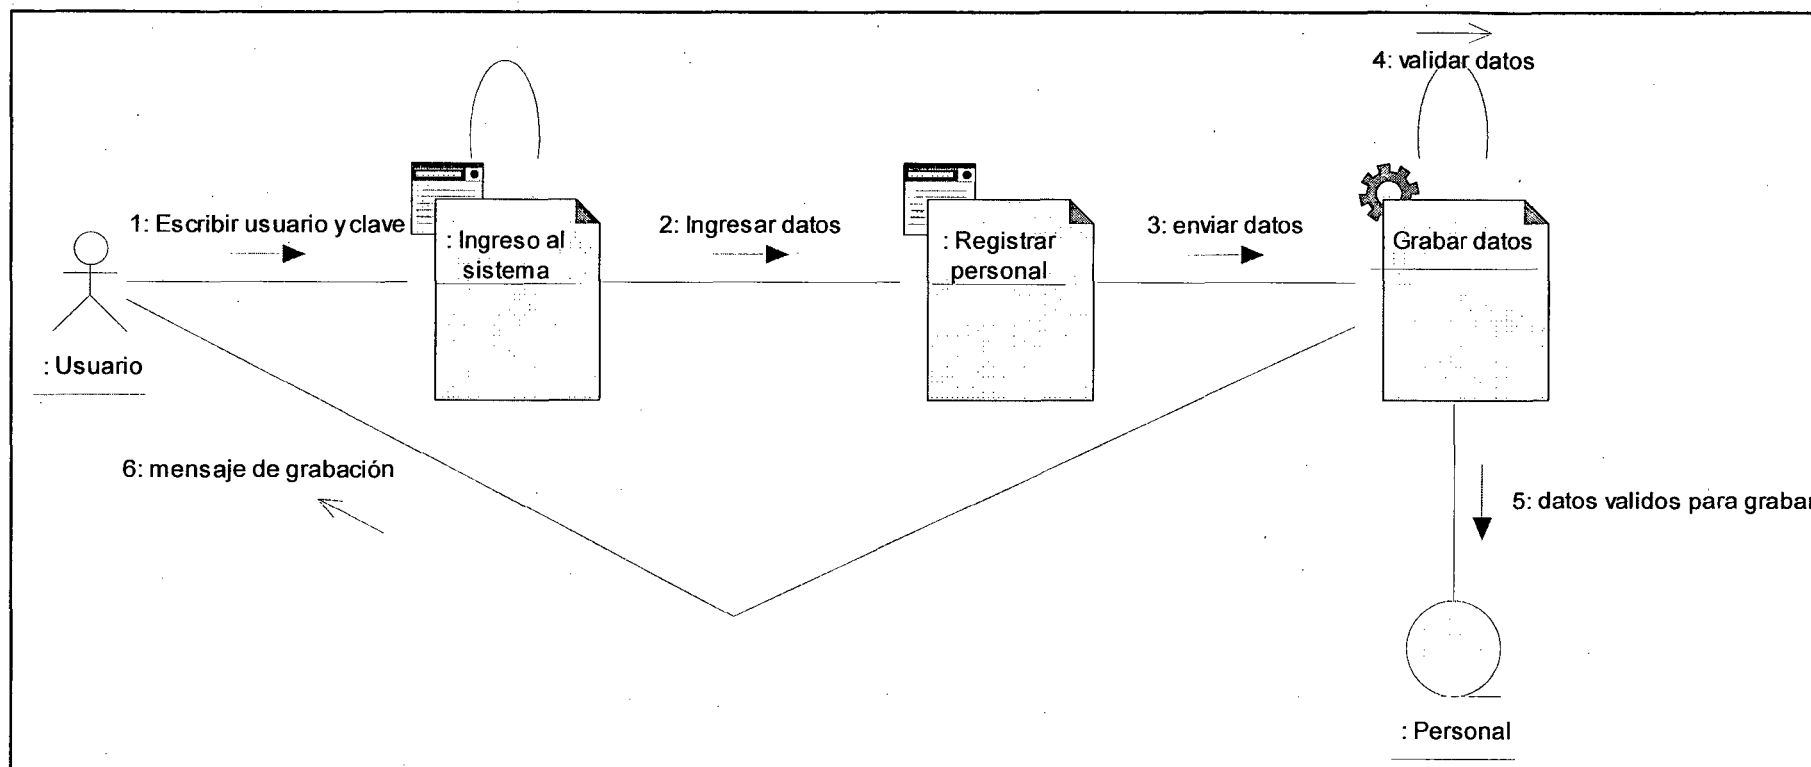 4: validar datos
1: Escribir usuario y clave
2: Ingresar datos
3: enviar datos
: Ingreso al
sistema
: Registrar
personal
Grabar datos
: Usuario
6: mensaje de grabación
5: datos validos para grabar
: Personal